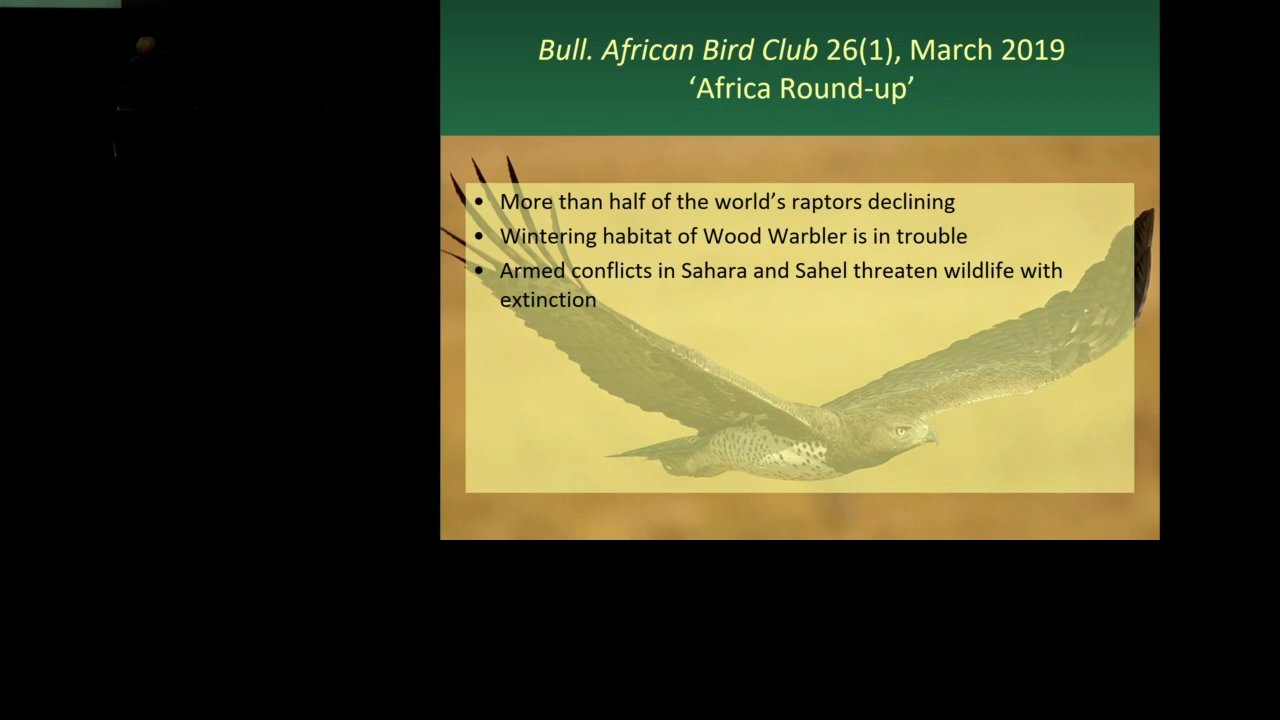 Bull. African Bird Club 26(1), March 2019
‘Africa Round-up’
• More than half of the world’s raptors declining
• Wintering habitat of Wood Warbler is in trouble
• Armed conflicts in Sahara and Sahel threaten wildlife with
extinction